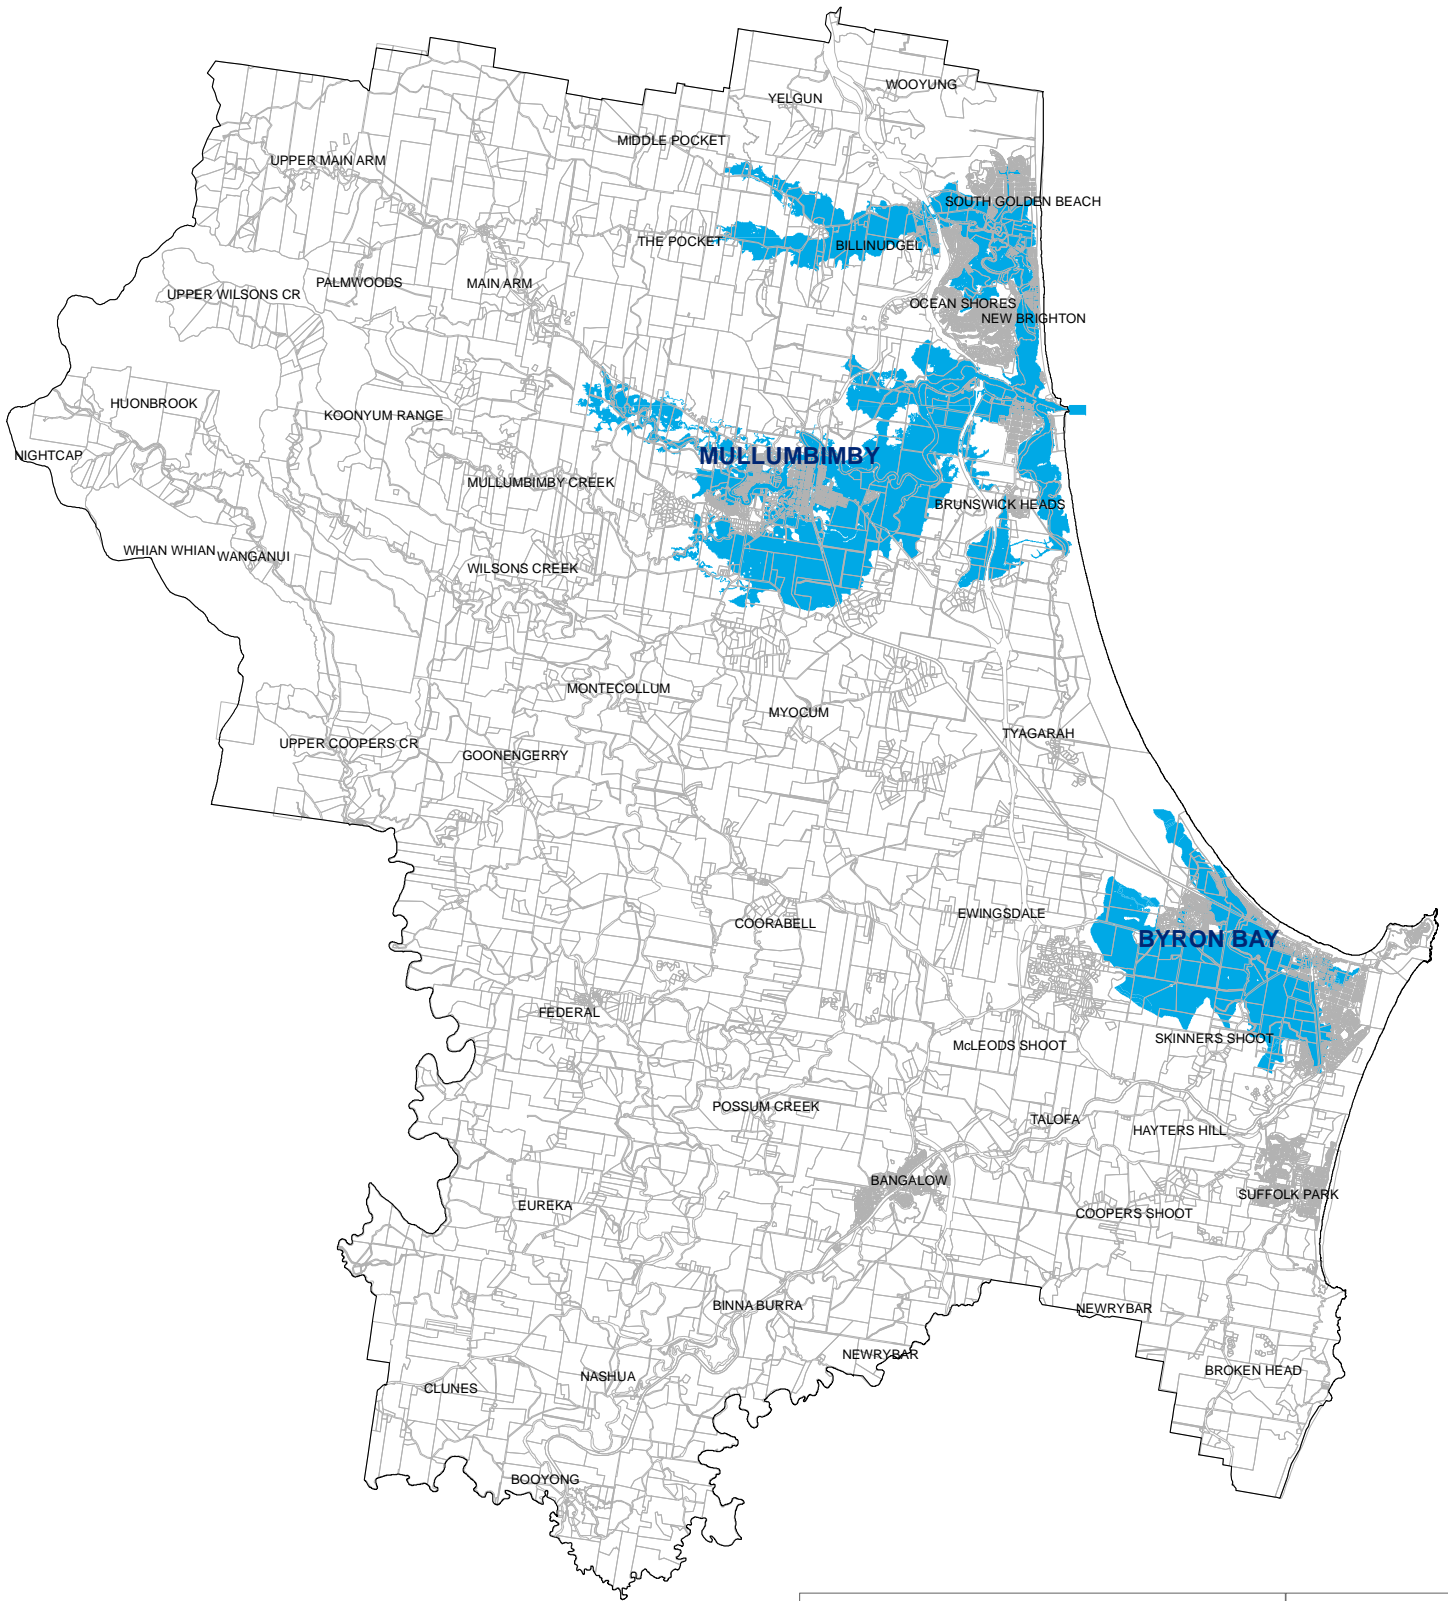 WOOYUNG
YELGUN
MIDDLE POCKET
UPPER MAIN ARM
SOUTH GOLDEN BEACH
THE POCKET
BILLINUDGEL
PALMWOODS
MAIN ARM
UPPER WILSONS CR
OCEAN SHORES
NEW BRIGHTON
HUONBROOK
KOONYUM RANGE
NIGHTCAP
MULLUMBIMBY
MULLUMBIMBY CREEK
BRUNSWICK HEADS
WHIAN WHIAN
WANGANUI
WILSONS CREEK
MONTECOLLUM
MYOCUM
TYAGARAH
UPPER COOPERS CR
GOONENGERRY
EWINGSDALE
COORABELL
BYRON BAY
FEDERAL
SKINNERS SHOOT
McLEODS SHOOT
POSSUM CREEK
TALOFA
HAYTERS HILL
BANGALOW
SUFFOLK PARK
EUREKA
COOPERS SHOOT
BINNA BURRA
NEWRYBAR
NEWRYBAR
BROKEN HEAD
NASHUA
CLUNES
BOOYONG